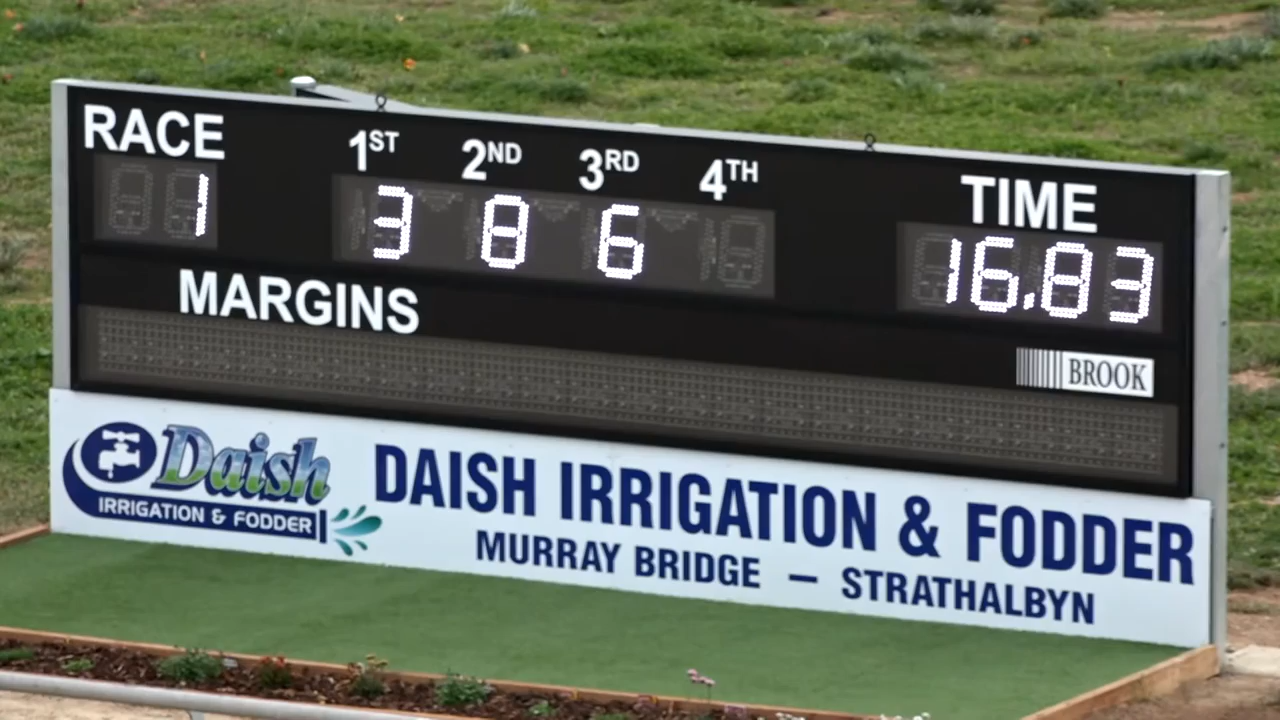 RACE 1ST 2ND 3RD 4TH TIME
1 3 8 6 16.83
MARGINS
BROOK
Daish
IRRIGATION & FODDER
DAISH IRRIGATION & FODDER
MURRAY BRIDGE – STRATHALBYN